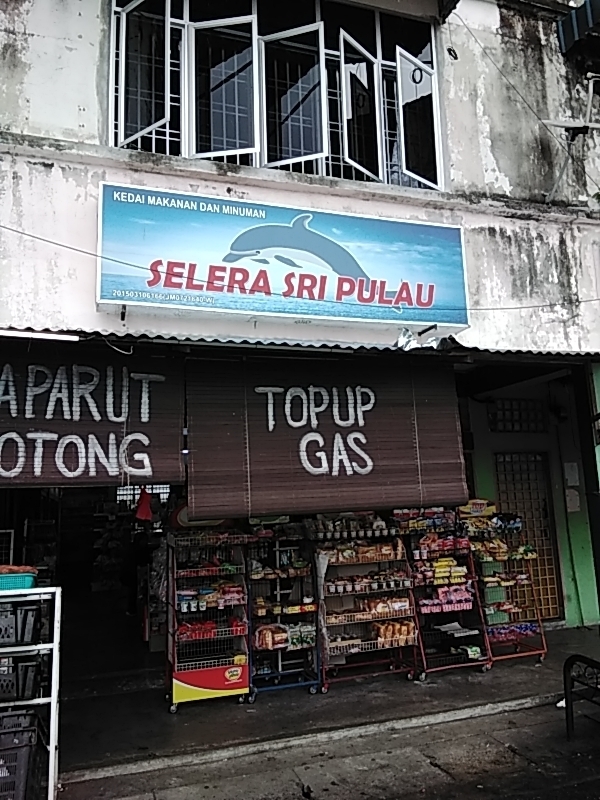 KEDAI MAKANAN DAN MINUMAN
SELERA SRI PULAU
APARUT
OTONG
TOPUP
GAS